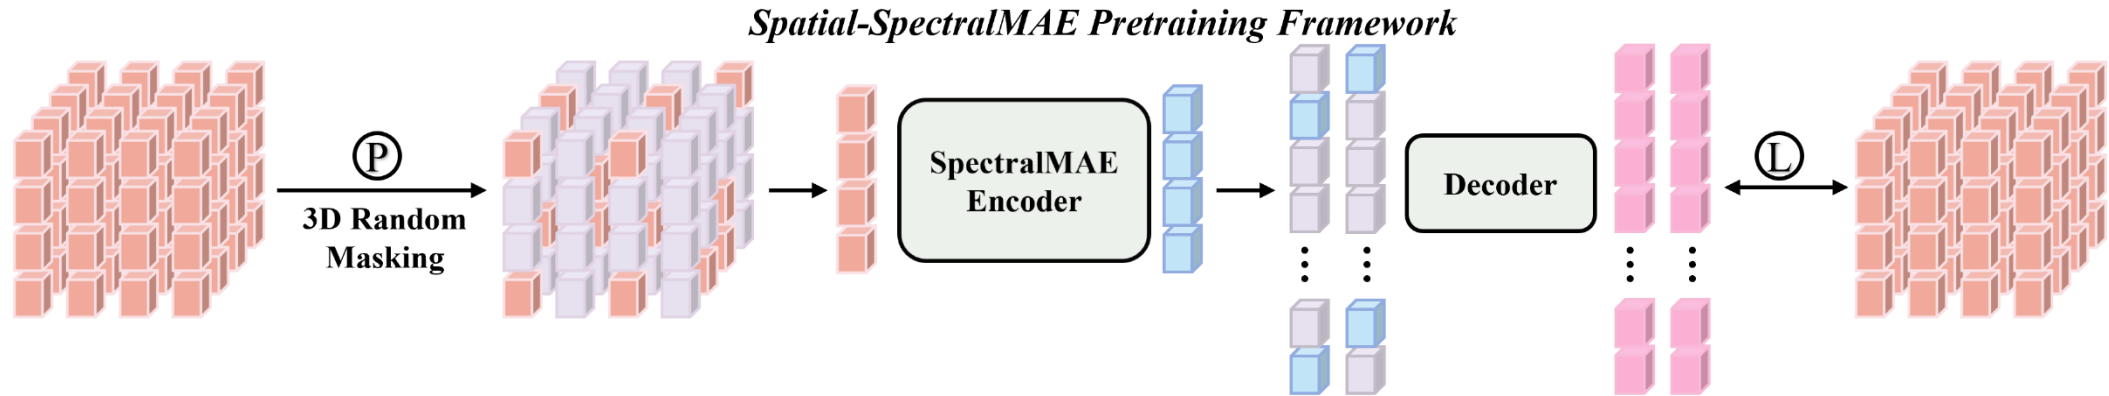 Spatial-SpectralMAE Pretraining Framework
P
3D Random
Masking
SpectralMAE
Encoder
Decoder
L